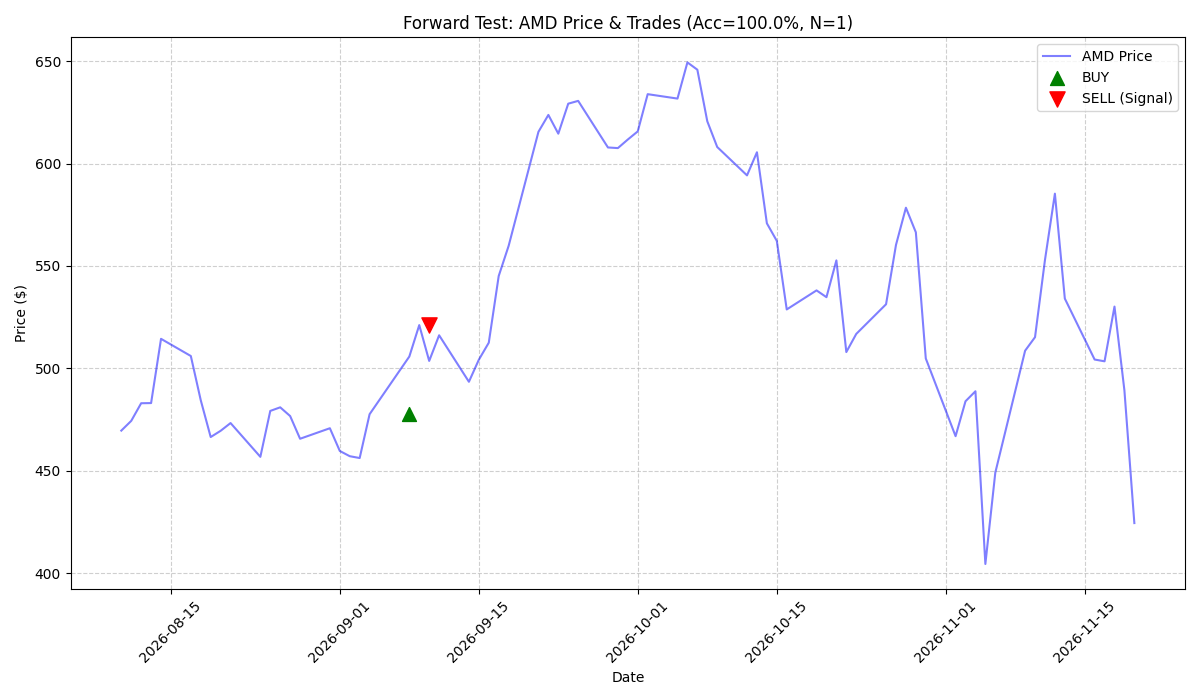 Forward Test: AMD Price & Trades (Acc=100.0%, N=1)
AMD Price
BUY
SELL (Signal)
Price ($)
650
600
550
500
450
400
2026-08-15
2026-09-01
2026-09-15
2026-10-01
2026-10-15
2026-11-01
2026-11-15
Date